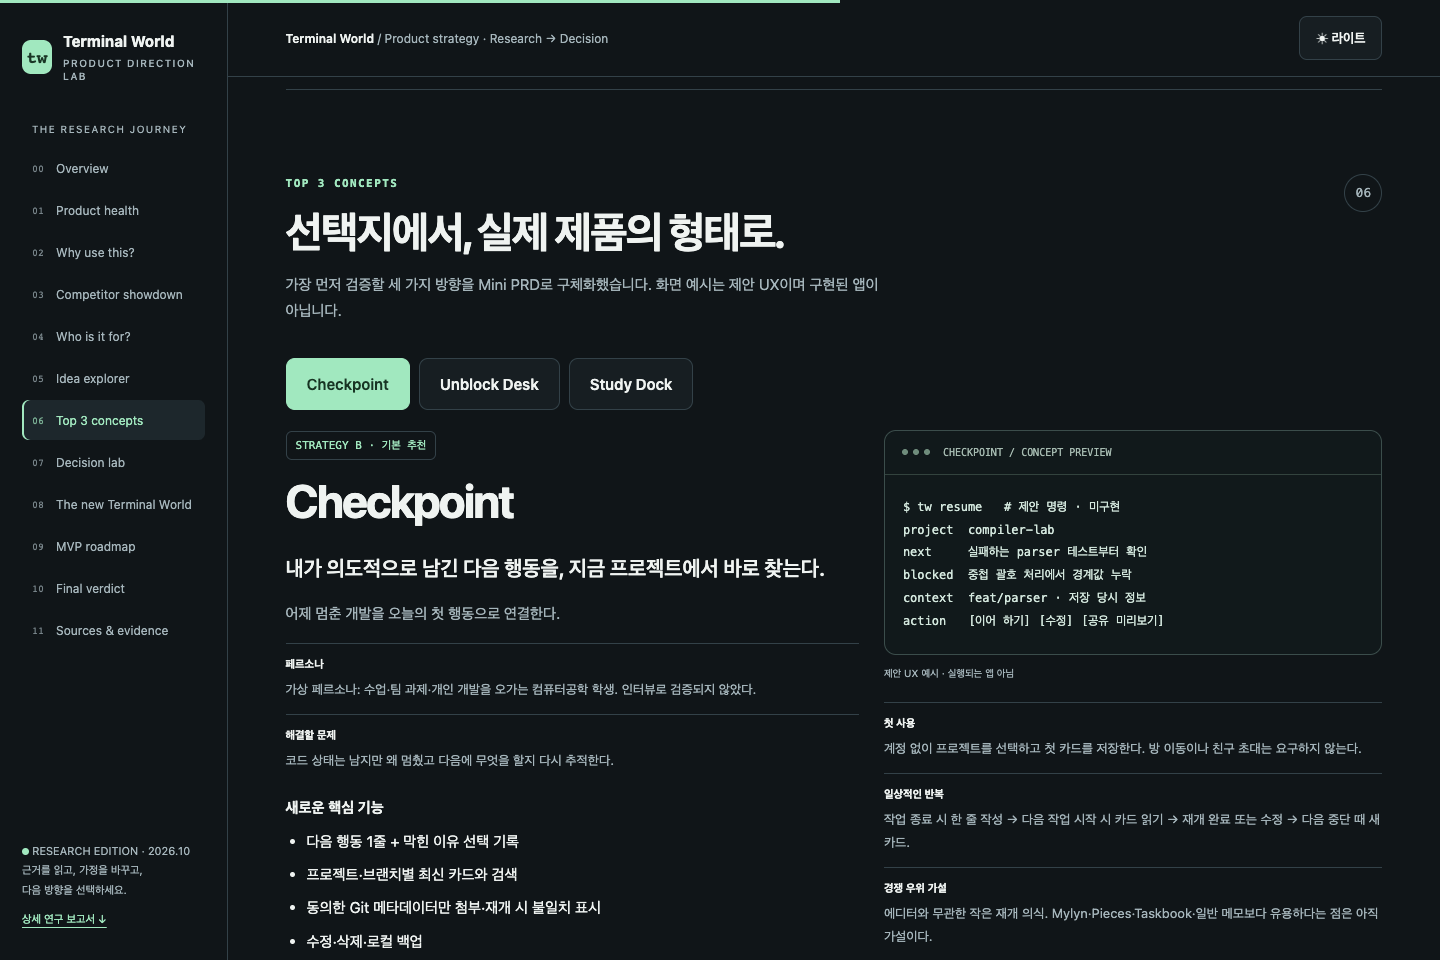 tw
Terminal World
PRODUCT DIRECTION
LAB
THE RESEARCH JOURNEY
00 Overview
01 Product health
02 Why use this?
03 Competitor showdown
04 Who is it for?
05 Idea explorer
06 Top 3 concepts
07 Decision lab
08 The new Terminal World
09 MVP roadmap
10 Final verdict
11 Sources & evidence
RESEARCH EDITION · 2026.10
근거를 읽고, 가정을 바꾸고,
다음 방향을 선택하세요.
상세 연구 보고서 ↓
Terminal World / Product strategy · Research → Decision
☀ 라이트
TOP 3 CONCEPTS
06
선택지에서, 실제 제품의 형태로.
가장 먼저 검증할 세 가지 방향을 Mini PRD로 구체화했습니다. 화면 예시는 제안 UX이며 구현된 앱이
아닙니다.
Checkpoint
Unblock Desk
Study Dock
STRATEGY B · 기본 추천
Checkpoint
내가 의도적으로 남긴 다음 행동을, 지금 프로젝트에서 바로 찾는다.
어제 멈춘 개발을 오늘의 첫 행동으로 연결한다.
페르소나
가상 페르소나: 수업·팀 과제·개인 개발을 오가는 컴퓨터공학 학생. 인터뷰로 검증되지 않았다.
해결할 문제
코드 상태는 남지만 왜 멈췄고 다음에 무엇을 할지 다시 추적한다.
새로운 핵심 기능
• 다음 행동 1줄 + 막힌 이유 선택 기록
• 프로젝트·브랜치별 최신 카드와 검색
• 동의한 Git 메타데이터만 첨부·재개 시 불일치 표시
• 수정·삭제·로컬 백업
CHECKPOINT / CONCEPT PREVIEW
$ tw resume # 제안 명령 · 미구현
project compiler-lab
next 실패하는 parser 테스트부터 확인
blocked 중첩 괄호 처리에서 경계값 누락
context feat/parser · 저장 당시 정보
action [이어 하기] [수정] [공유 미리보기]
제안 UX 예시 · 실행되는 앱 아님
첫 사용
계정 없이 프로젝트를 선택하고 첫 카드를 저장한다. 방 이동이나 친구 초대는 요구하지 않는다.
일상적인 반복
작업 종료 시 한 줄 작성 → 다음 작업 시작 시 카드 읽기 → 재개 완료 또는 수정 → 다음 중단 때 새
카드.
경쟁 우위 가설
에디터와 무관한 작은 재개 의식. Mylyn·Pieces·Taskbook·일반 메모보다 유용하다는 점은 아직
가설이다.